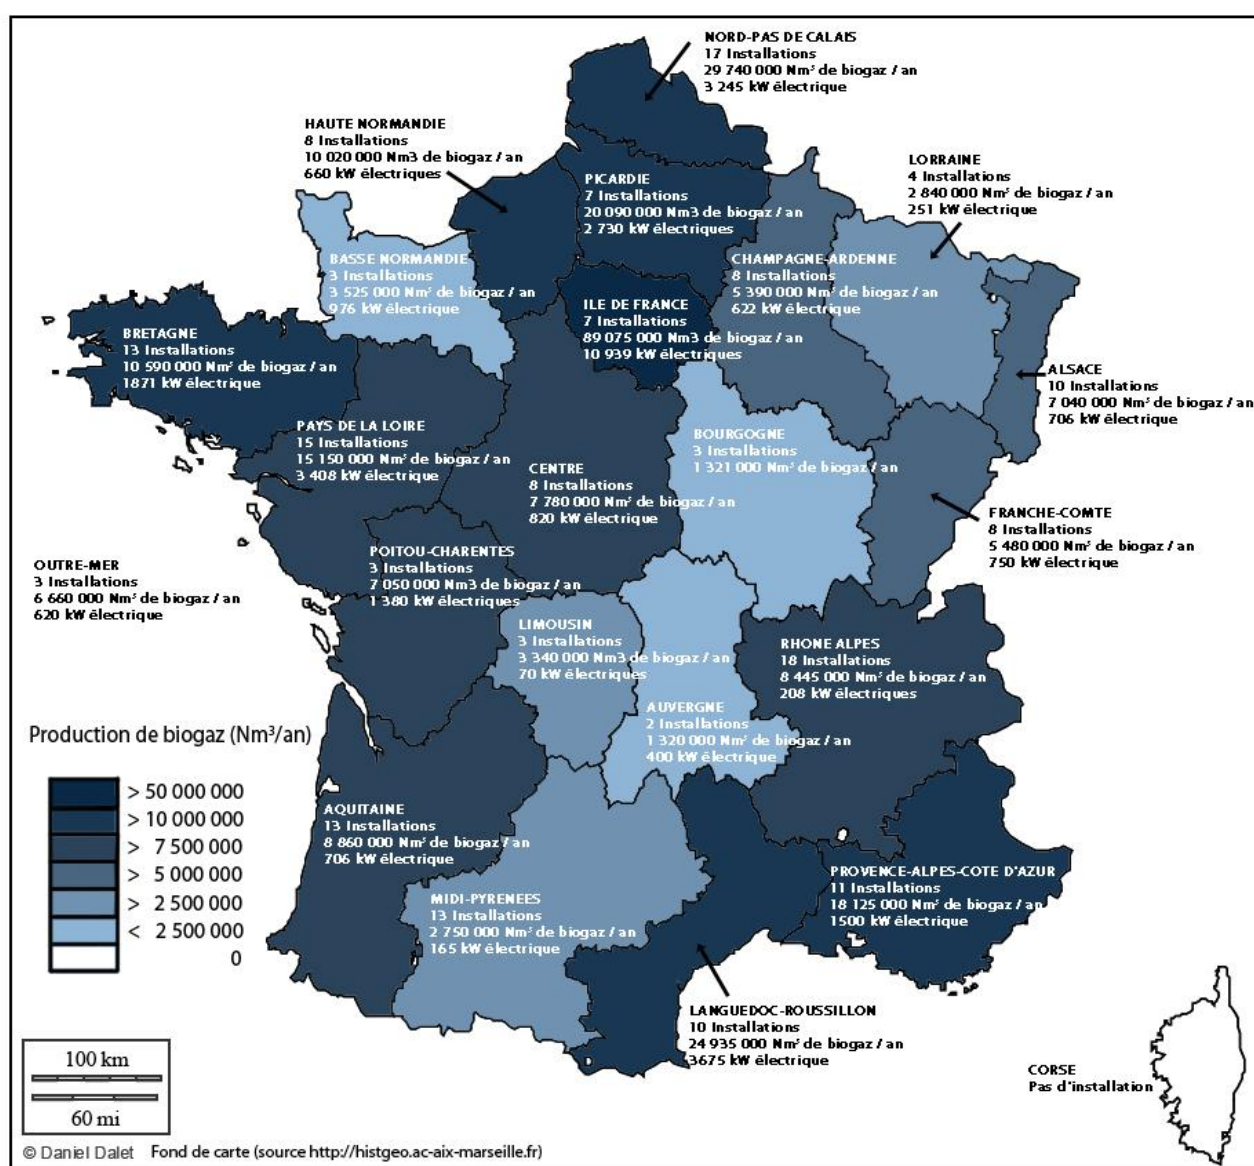 NORD-PAS DE CALAIS
17 Installations
29 740 000 Nm³ de biogaz / an
3 245 kW électrique
HAUTE NORMANDIE
8 Installations
10 020 000 Nm3 de biogaz / an
660 kW électriques
LORRAINE
4 Installations
2 840 000 Nm³ de biogaz / an
251 kW électrique
PICARDIE
7 Installations
20 090 000 Nm3 de biogaz / an
2 730 kW électriques
BASSE NORMANDIE
3 Installations
3 525 000 Nm³ de biogaz / an
976 kW électrique
CHAMPAGNE-ARDENNE
8 Installations
5 390 000 Nm³ de biogaz / an
622 kW électrique
ILE DE FRANCE
7 Installations
89 075 000 Nm3 de biogaz / an
10 939 kW électriques
BRETAGNE
13 Installations
10 590 000 Nm³ de biogaz / an
1871 kW électrique
ALSACE
10 Installations
7 040 000 Nm³ de biogaz / an
706 kW électrique
PAYS DE LA LOIRE
15 Installations
15 150 000 Nm³ de biogaz / an
3 408 kW électrique
BOURGOGNE
3 Installations
1 321 000 Nm³ de biogaz / an
CENTRE
8 Installations
7 780 000 Nm³ de biogaz / an
820 kW électrique
FRANCHE-COMTE
8 Installations
5 480 000 Nm³ de biogaz / an
750 kW électrique
POITOU-CHARENTES
3 Installations
7 050 000 Nm3 de biogaz / an
1 380 kW électriques
OUTRE-MER
3 Installations
6 660 000 Nm³ de biogaz / an
620 kW électrique
LIMOUSIN
3 Installations
3 340 000 Nm3 de biogaz / an
70 kW électriques
RHONE ALPES
18 Installations
8 445 000 Nm³ de biogaz / an
208 kW électriques
AUVERGNE
2 Installations
1 320 000 Nm³ de biogaz / an
400 kW électrique
Production de biogaz (Nm³/an)
> 50 000 000
> 10 000 000
> 7 500 000
> 5 000 000
> 2 500 000
< 2 500 000
0
AQUITAINE
13 Installations
8 860 000 Nm³ de biogaz / an
706 kW électrique
PROVENCE-ALPES-COTE D'AZUR
11 Installations
18 125 000 Nm³ de biogaz / an
1500 kW électrique
MIDI-PYRENEES
13 Installations
2 750 000 Nm³ de biogaz / an
165 kW électrique
LANGUEDOC-ROUSSILLON
10 Installations
24 935 000 Nm³ de biogaz / an
3675 kW électrique
CORSE
Pas d'installation
100 km
60 mi
© Daniel Dalet Fond de carte (source http://histgeo.ac-aix-marseille.fr)